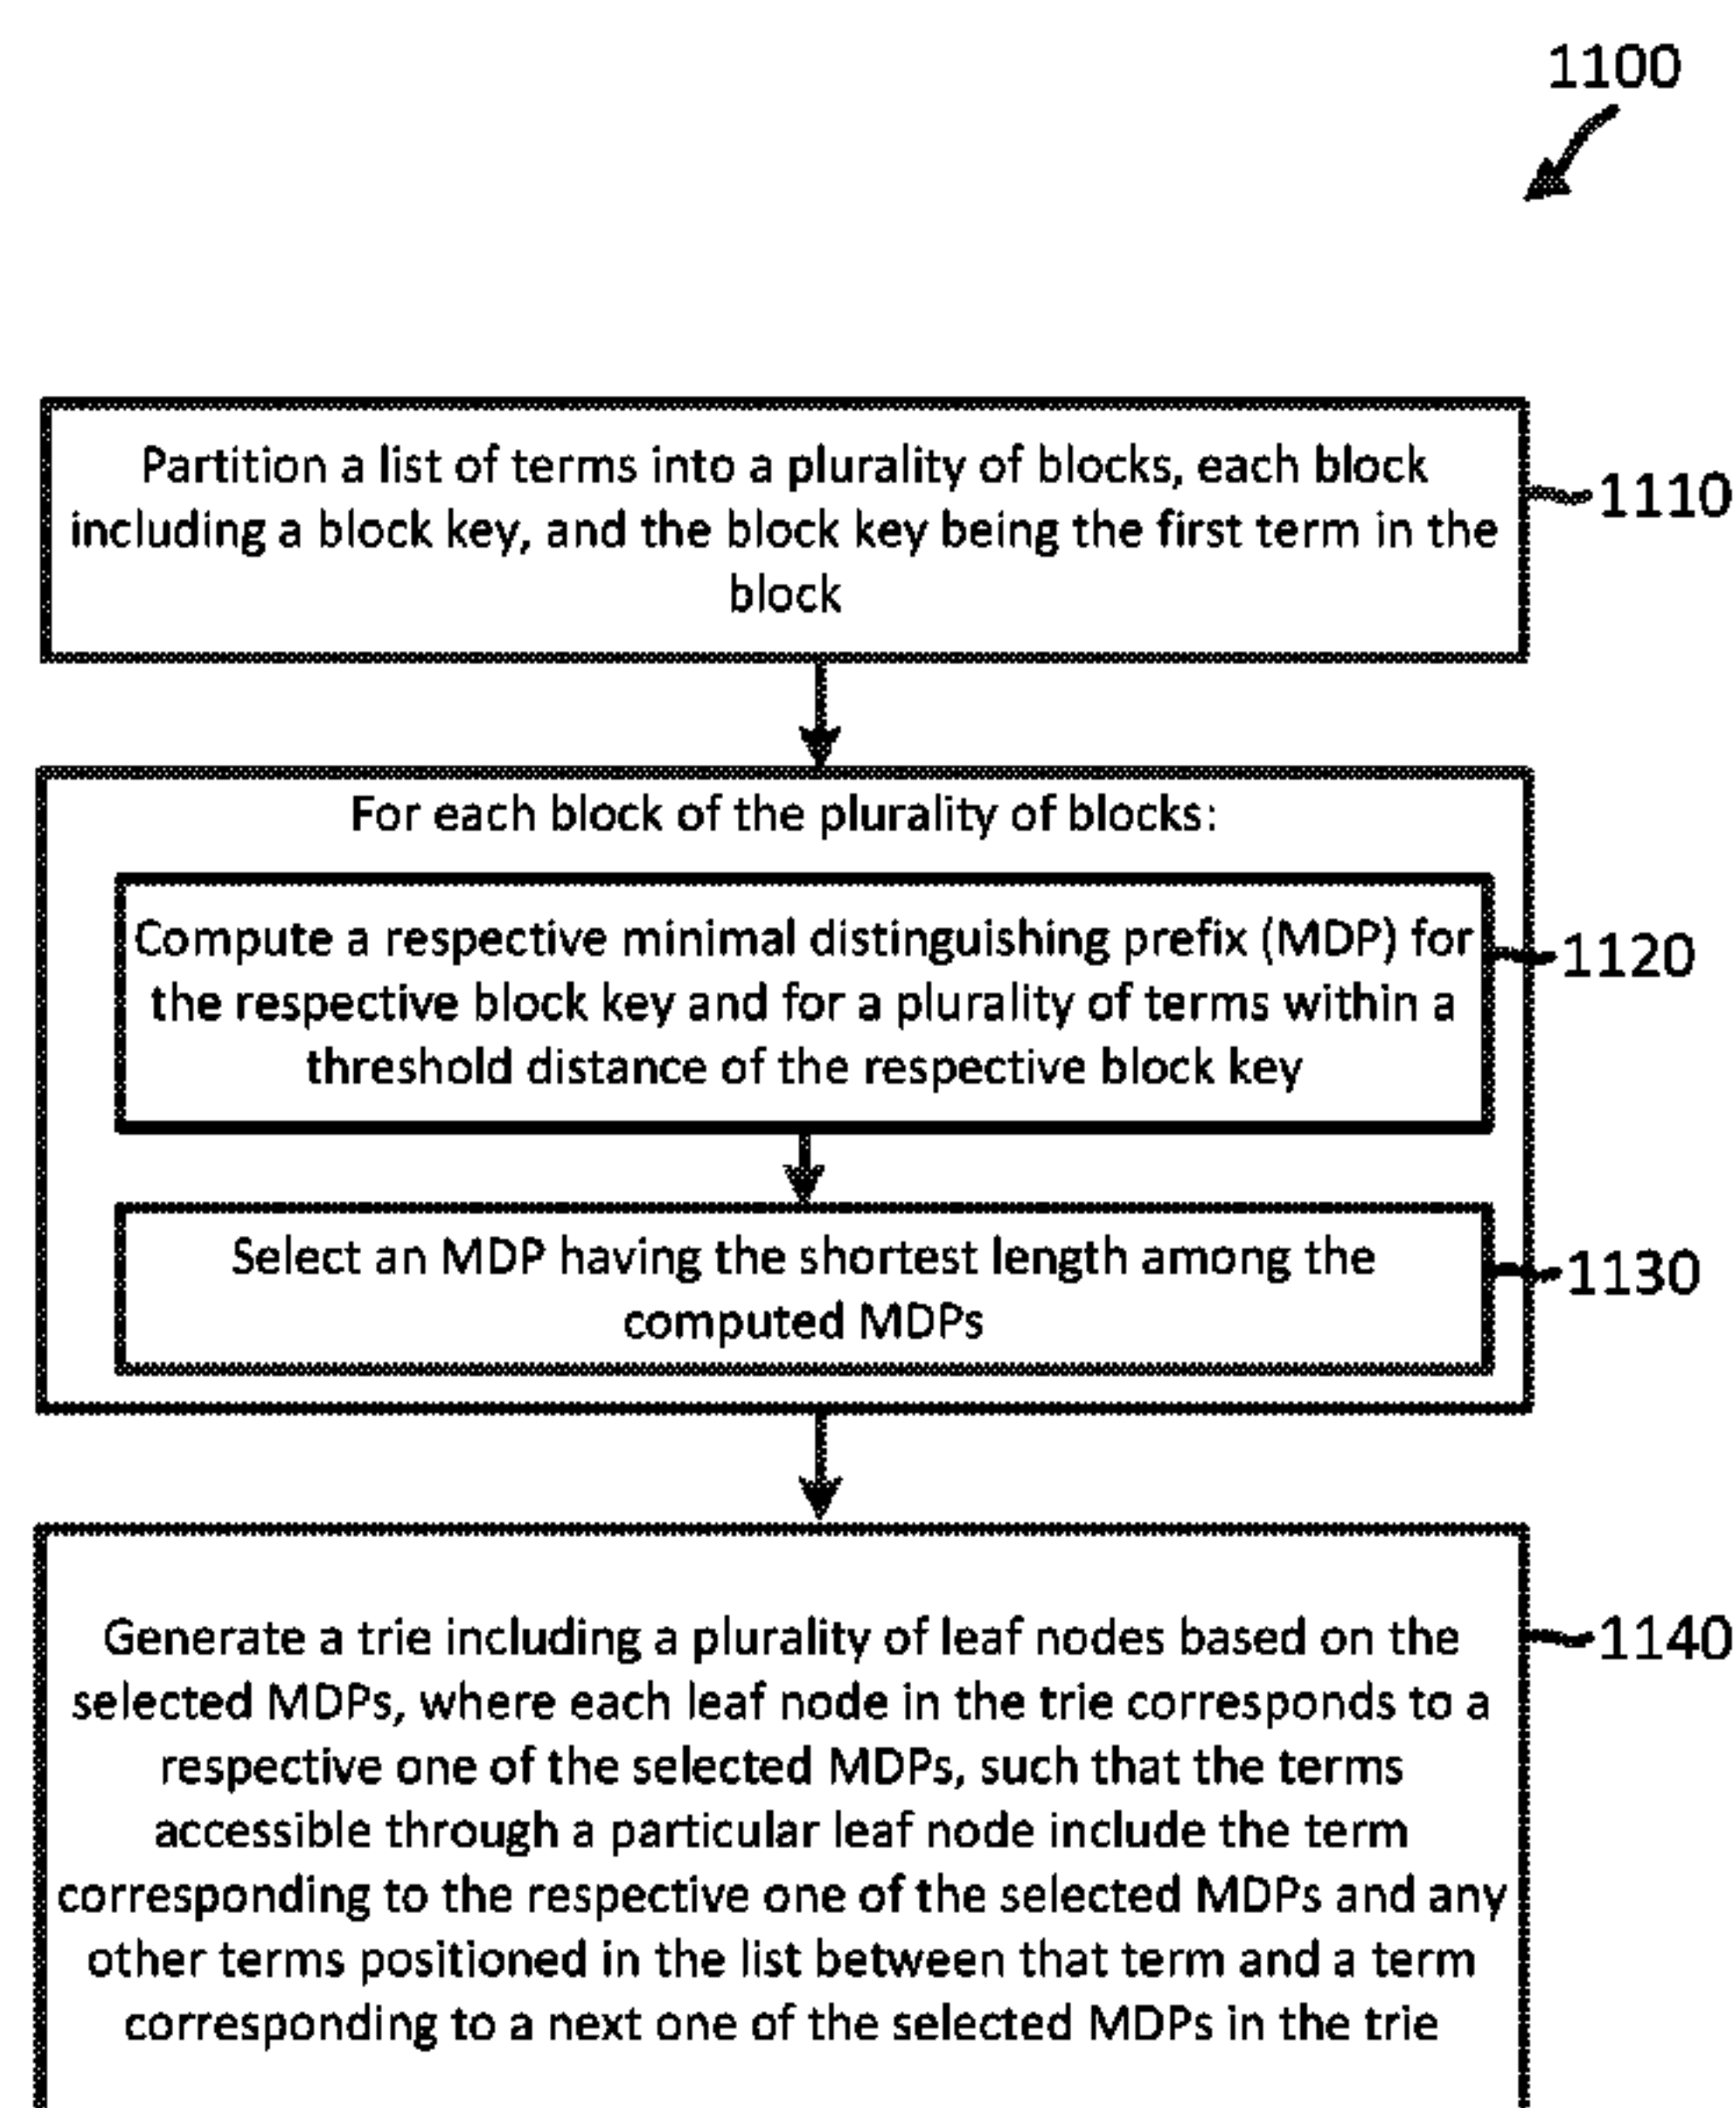 1100
Partition a list of terms into a plurality of blocks, each block
including a block key, and the block key being the first term in the
block
1110
For each block of the plurality of blocks:
Compute a respective minimal distinguishing prefix (MDP) for
the respective block key and for a plurality of terms within a
threshold distance of the respective block key
1120
Select an MDP having the shortest length among the
computed MDPs
1130
Generate a trie including a plurality of leaf nodes based on the
selected MDPs, where each leaf node in the trie corresponds to a
respective one of the selected MDPs, such that the terms
accessible through a particular leaf node include the term
corresponding to the respective one of the selected MDPs and any
other terms positioned in the list between that term and a term
corresponding to a next one of the selected MDPs in the trie
1140